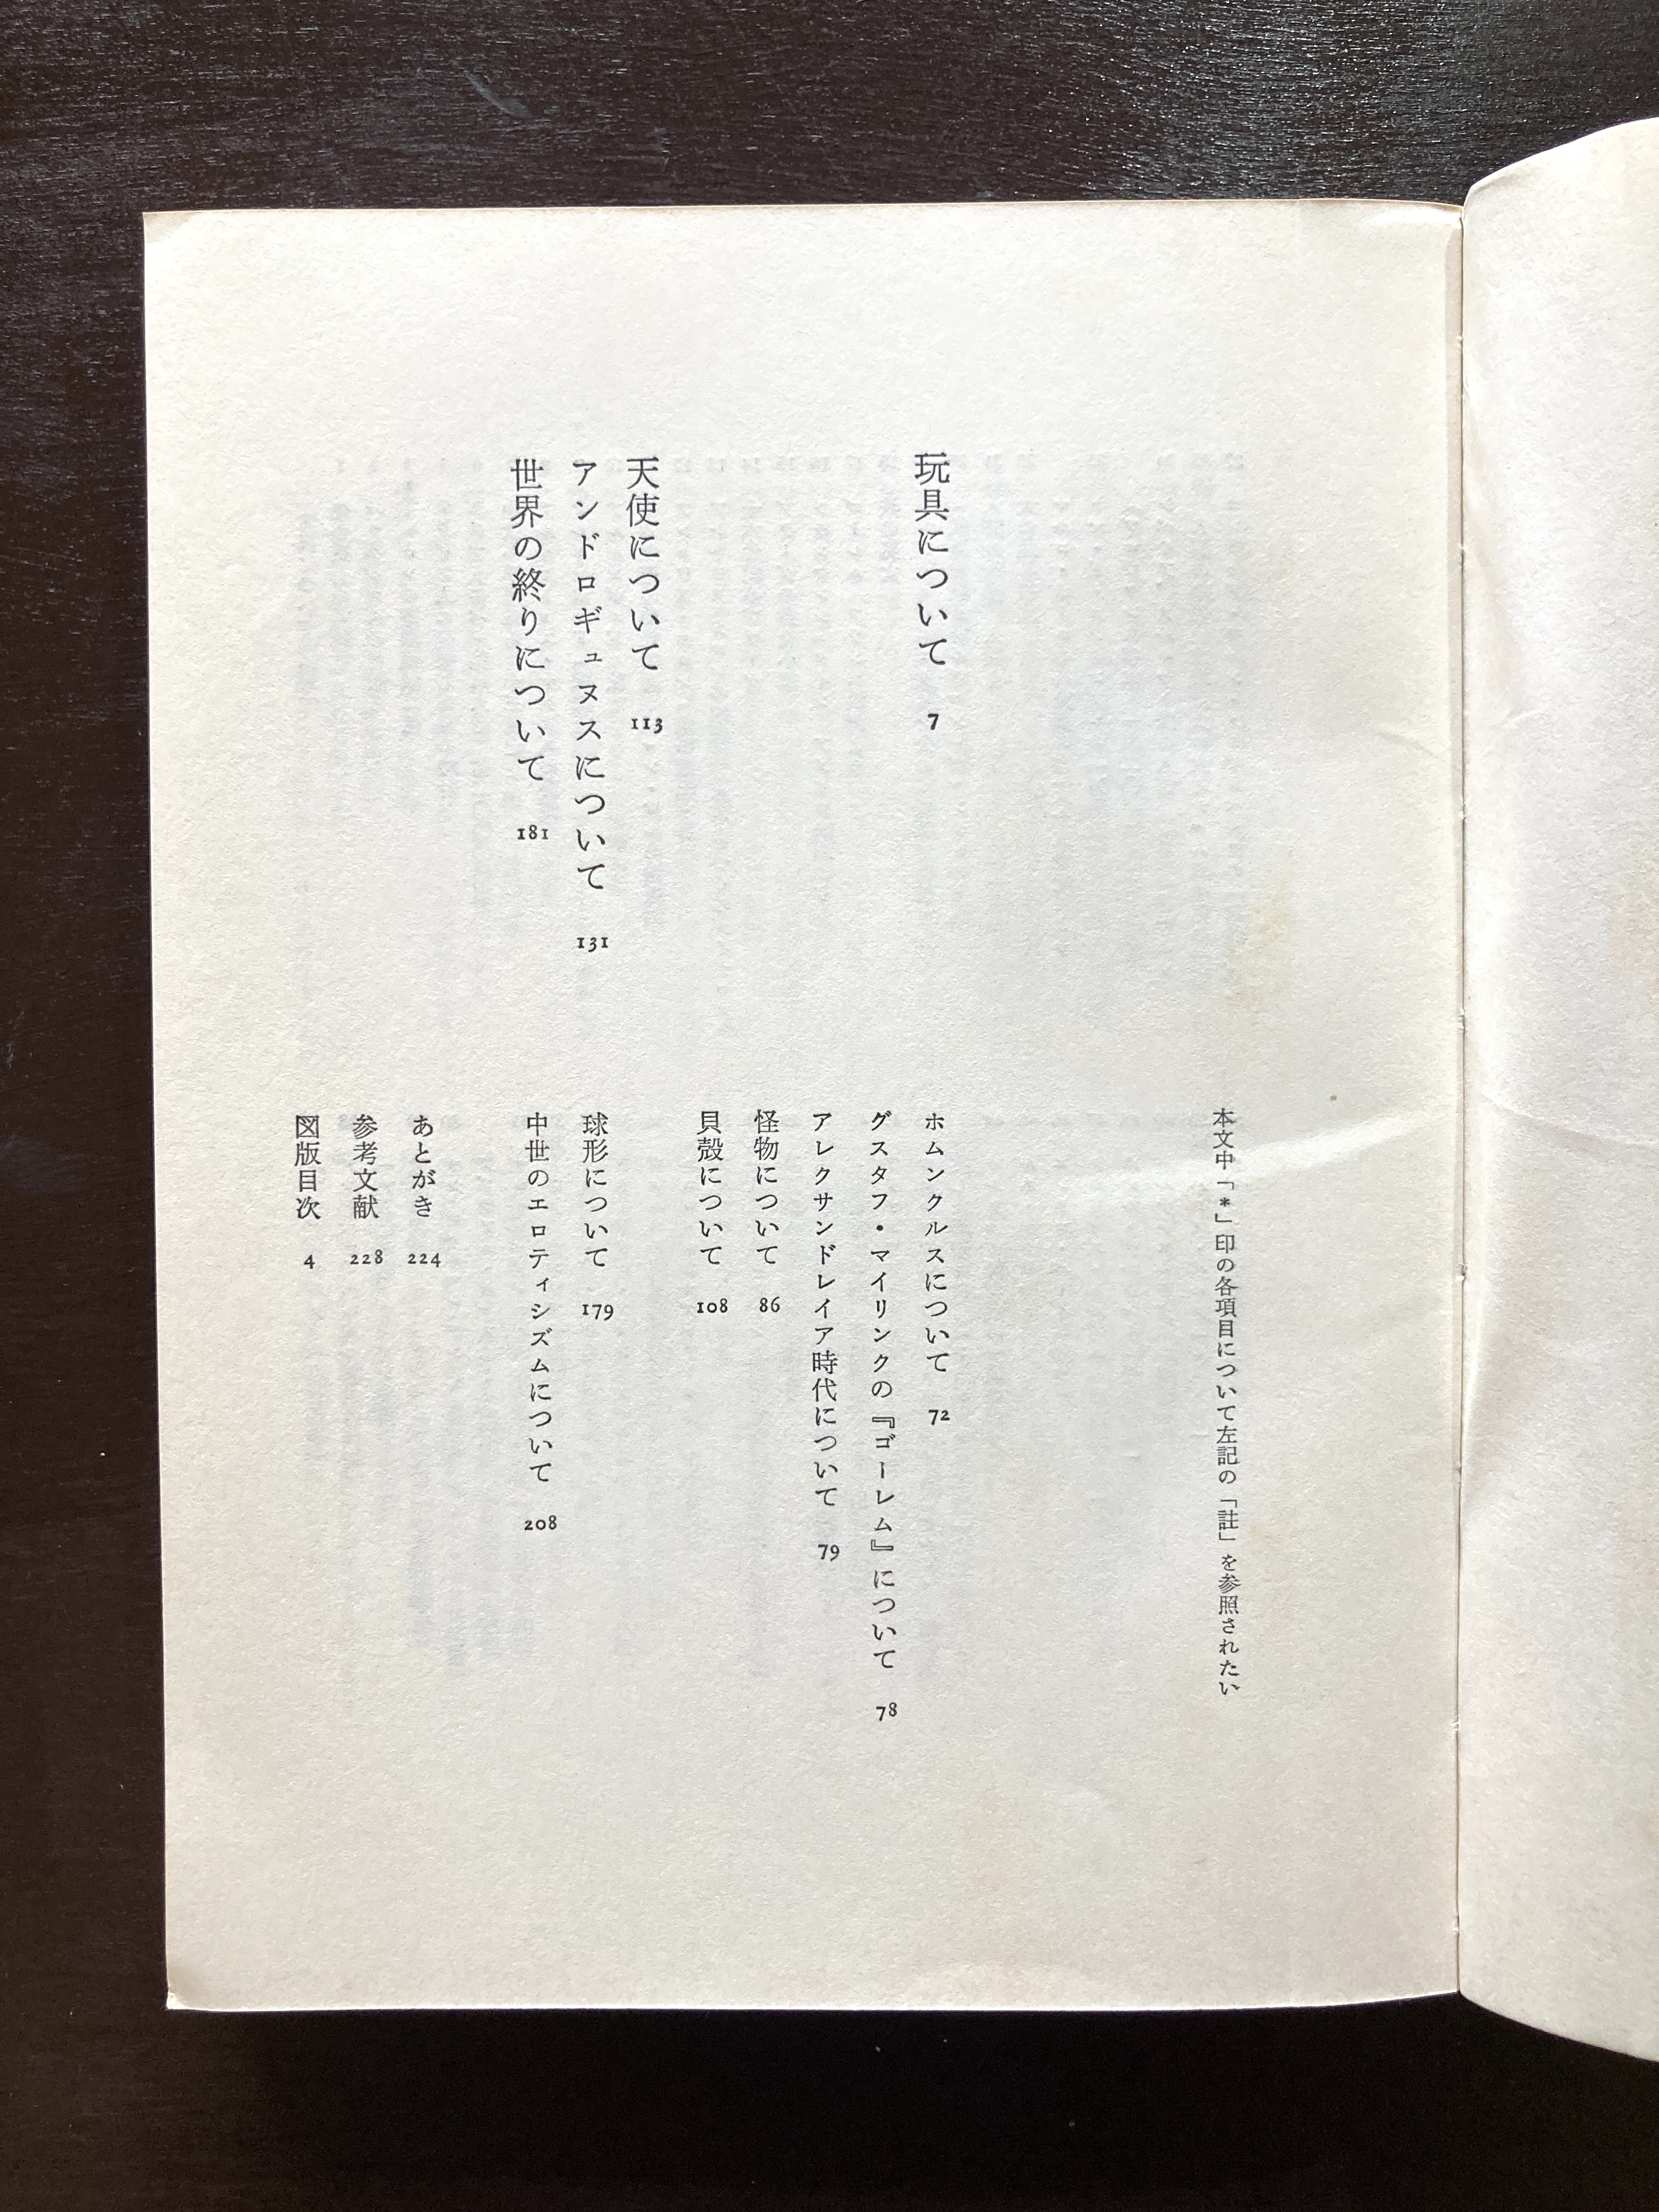 本文中「＊」印の各項目について左記の「註」を参照されたい
玩具について 7
ホムンクルスについて 72
グスタフ・マイリンクの『ゴーレム』について 78
アレクサンドレイア時代について 79
怪物について 86
貝殻について 108
天使について 113
アンドロギュヌスについて 131
球形について 179
世界の終りについて 181
中世のエロティシズムについて 208
あとがき 224
参考文献 228
図版目次 4